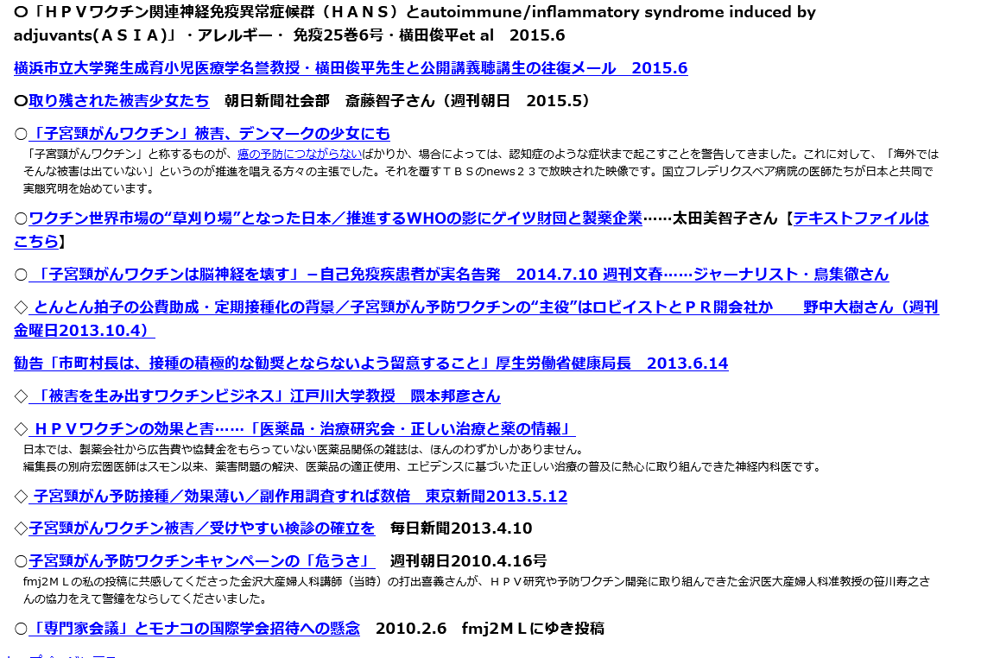 〇「ＨＰＶワクチン関連神経免疫異常症候群（ＨＡＮＳ）とautoimmune/inflammatory syndrome induced by
adjuvants(ＡＳＩＡ)」・アレルギー・ 免疫25巻6号・横田俊平et al　2015.6
横浜市立大学発生成育小児医療学名誉教授・横田俊平先生と公開講義聴講生の往復メール　2015.6
〇取り残された被害少女たち　朝日新聞社会部　斎藤智子さん（週刊朝日　2015.5）
○「子宮頸がんワクチン」被害、デンマークの少女にも
「子宮頸がんワクチン」と称するものが、癌の予防につながらないばかりか、場合によっては、認知症のような症状まで起こすことを警告してきました。これに対して、「海外では
そんな被害は出ていない」というのが推進を唱える方々の主張でした。それを覆すＴＢＳのnews２３で放映された映像です。国立フレデリクスベア病院の医師たちが日本と共同で
実態究明を始めています。
○ワクチン世界市場の“草刈り場”となった日本／推進するWHOの影にゲイツ財団と製薬企業……太田美智子さん【テキストファイルは
こちら】
○ 「子宮頸がんワクチンは脳神経を壊す」－自己免疫疾患者が実名告発　2014.7.10 週刊文春……ジャーナリスト・鳥集徹さん
◇ とんとん拍子の公費助成・定期接種化の背景／子宮頸がん予防ワクチンの“主役”はロビイストとＰＲ開会社か　　野中大樹さん（週刊
金曜日2013.10.4）
勧告「市町村長は、接種の積極的な勧奨とならないよう留意すること」厚生労働省健康局長　2013.6.14
◇ 「被害を生み出すワクチンビジネス」江戸川大学教授　隈本邦彦さん
◇ ＨＰＶワクチンの効果と害……「医薬品・治療研究会・正しい治療と薬の情報」
日本では、製薬会社から広告費や協賛金をもらっていない医薬品関係の雑誌は、ほんのわずかしかありません。
編集長の別府宏圀医師はスモン以来、薬害問題の解決、医薬品の適正使用、エビデンスに基づいた正しい治療の普及に熱心に取り組んできた神経内科医です。
◇ 子宮頸がん予防接種／効果薄い／副作用調査すれば数倍　東京新聞2013.5.12
◇子宮頸がんワクチン被害／受けやすい検診の確立を　毎日新聞2013.4.10
○子宮頸がん予防ワクチンキャンペーンの「危うさ」　週刊朝日2010.4.16号
fmj2ＭＬの私の投稿に共感してくださった金沢大産婦人科講師（当時）の打出喜義さんが、ＨＰＶ研究や予防ワクチン開発に取り組んできた金沢医大産婦人科准教授の笹川寿之さ
んの協力をえて警鐘をならしてくださいました。
○「専門家会議」とモナコの国際学会招待への懸念　2010.2.6　fmj2ＭＬにゆき投稿